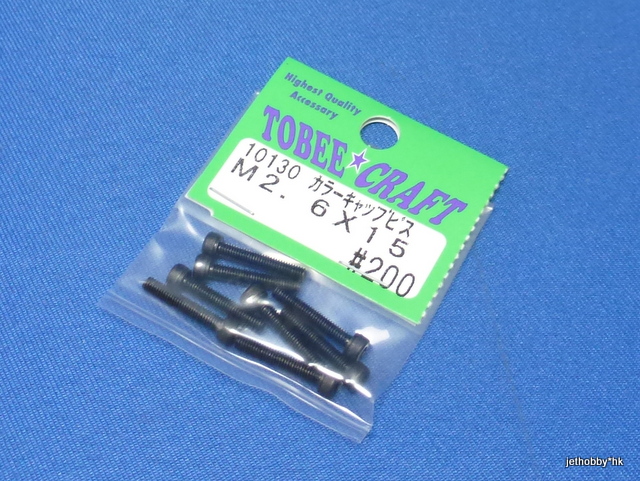 Highest Quality
Accessary
TOBEE☆CRAFT
10130 カラーキャップビス
M2.6X15
#200
jethobby*hk